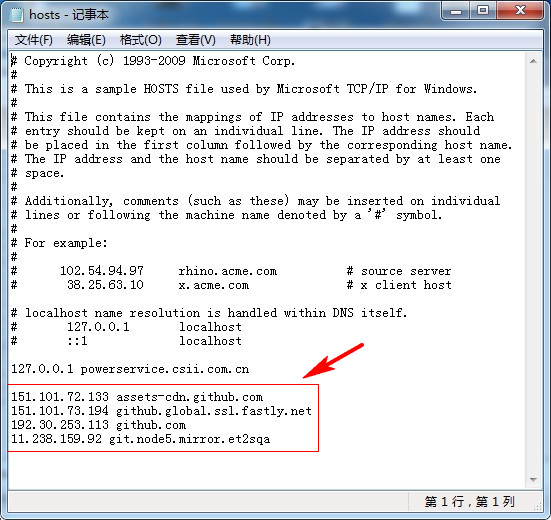 hosts - 记事本
文件(F) 编辑(E) 格式(O) 查看(V) 帮助(H)
# Copyright (c) 1993-2009 Microsoft Corp.
#
# This is a sample HOSTS file used by Microsoft TCP/IP for Windows.
#
# This file contains the mappings of IP addresses to host names. Each
# entry should be kept on an individual line. The IP address should
# be placed in the first column followed by the corresponding host name.
# The IP address and the host name should be separated by at least one
# space.
#
# Additionally, comments (such as these) may be inserted on individual
# lines or following the machine name denoted by a '#' symbol.
#
# For example:
#
#      102.54.94.97     rhino.acme.com          # source server
#       38.25.63.10     x.acme.com              # x client host

# localhost name resolution is handled within DNS itself.
#       127.0.0.1       localhost
#       ::1             localhost

127.0.0.1 powerservice.csii.com.cn

151.101.72.133 assets-cdn.github.com
151.101.73.194 github.global.ssl.fastly.net
192.30.253.113 github.com
11.238.159.92 git.node5.mirror.et2sqa
第 1 行，第 1 列